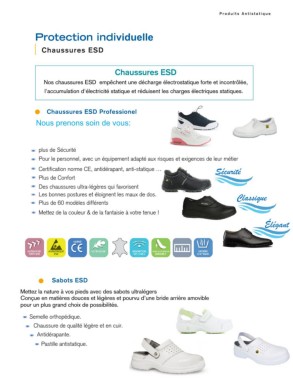 Produits Antistatique
Protection individuelle
Chaussures ESD
Chaussures ESD
Nos chaussures ESD empêchent une décharge électrostatique forte et incontrôlée,
l'accumulation d'électricité statique et réduisent les charges électriques statiques.
Chaussures ESD Professionel
Nous prenons soin de vous:
plus de Sécurité
Pour le personnel, avec un équipement adapté aux risques et exigences de leur métier
Certification norme CE, antidérapant, anti-statique ...
Plus de Confort
Des chaussures ultra-légères qui favorisent
Les bonnes postures et éloignent les maux de dos.
Plus de 60 modèles différents
Mettez de la couleur & de la fantaisie à votre tenue !
Sécurité
Classique
Élégant
Sabots ESD
Mettez la nature à vos pieds avec des sabots ultralégers
Conçue en matières douces et légères et pourvu d'une bride arrière amovible
pour un plus grand choix de possibilités.
Semelle orthopédique.
Chaussure de qualité légère et en cuir.
Antidérapante.
Pastille antistatique.